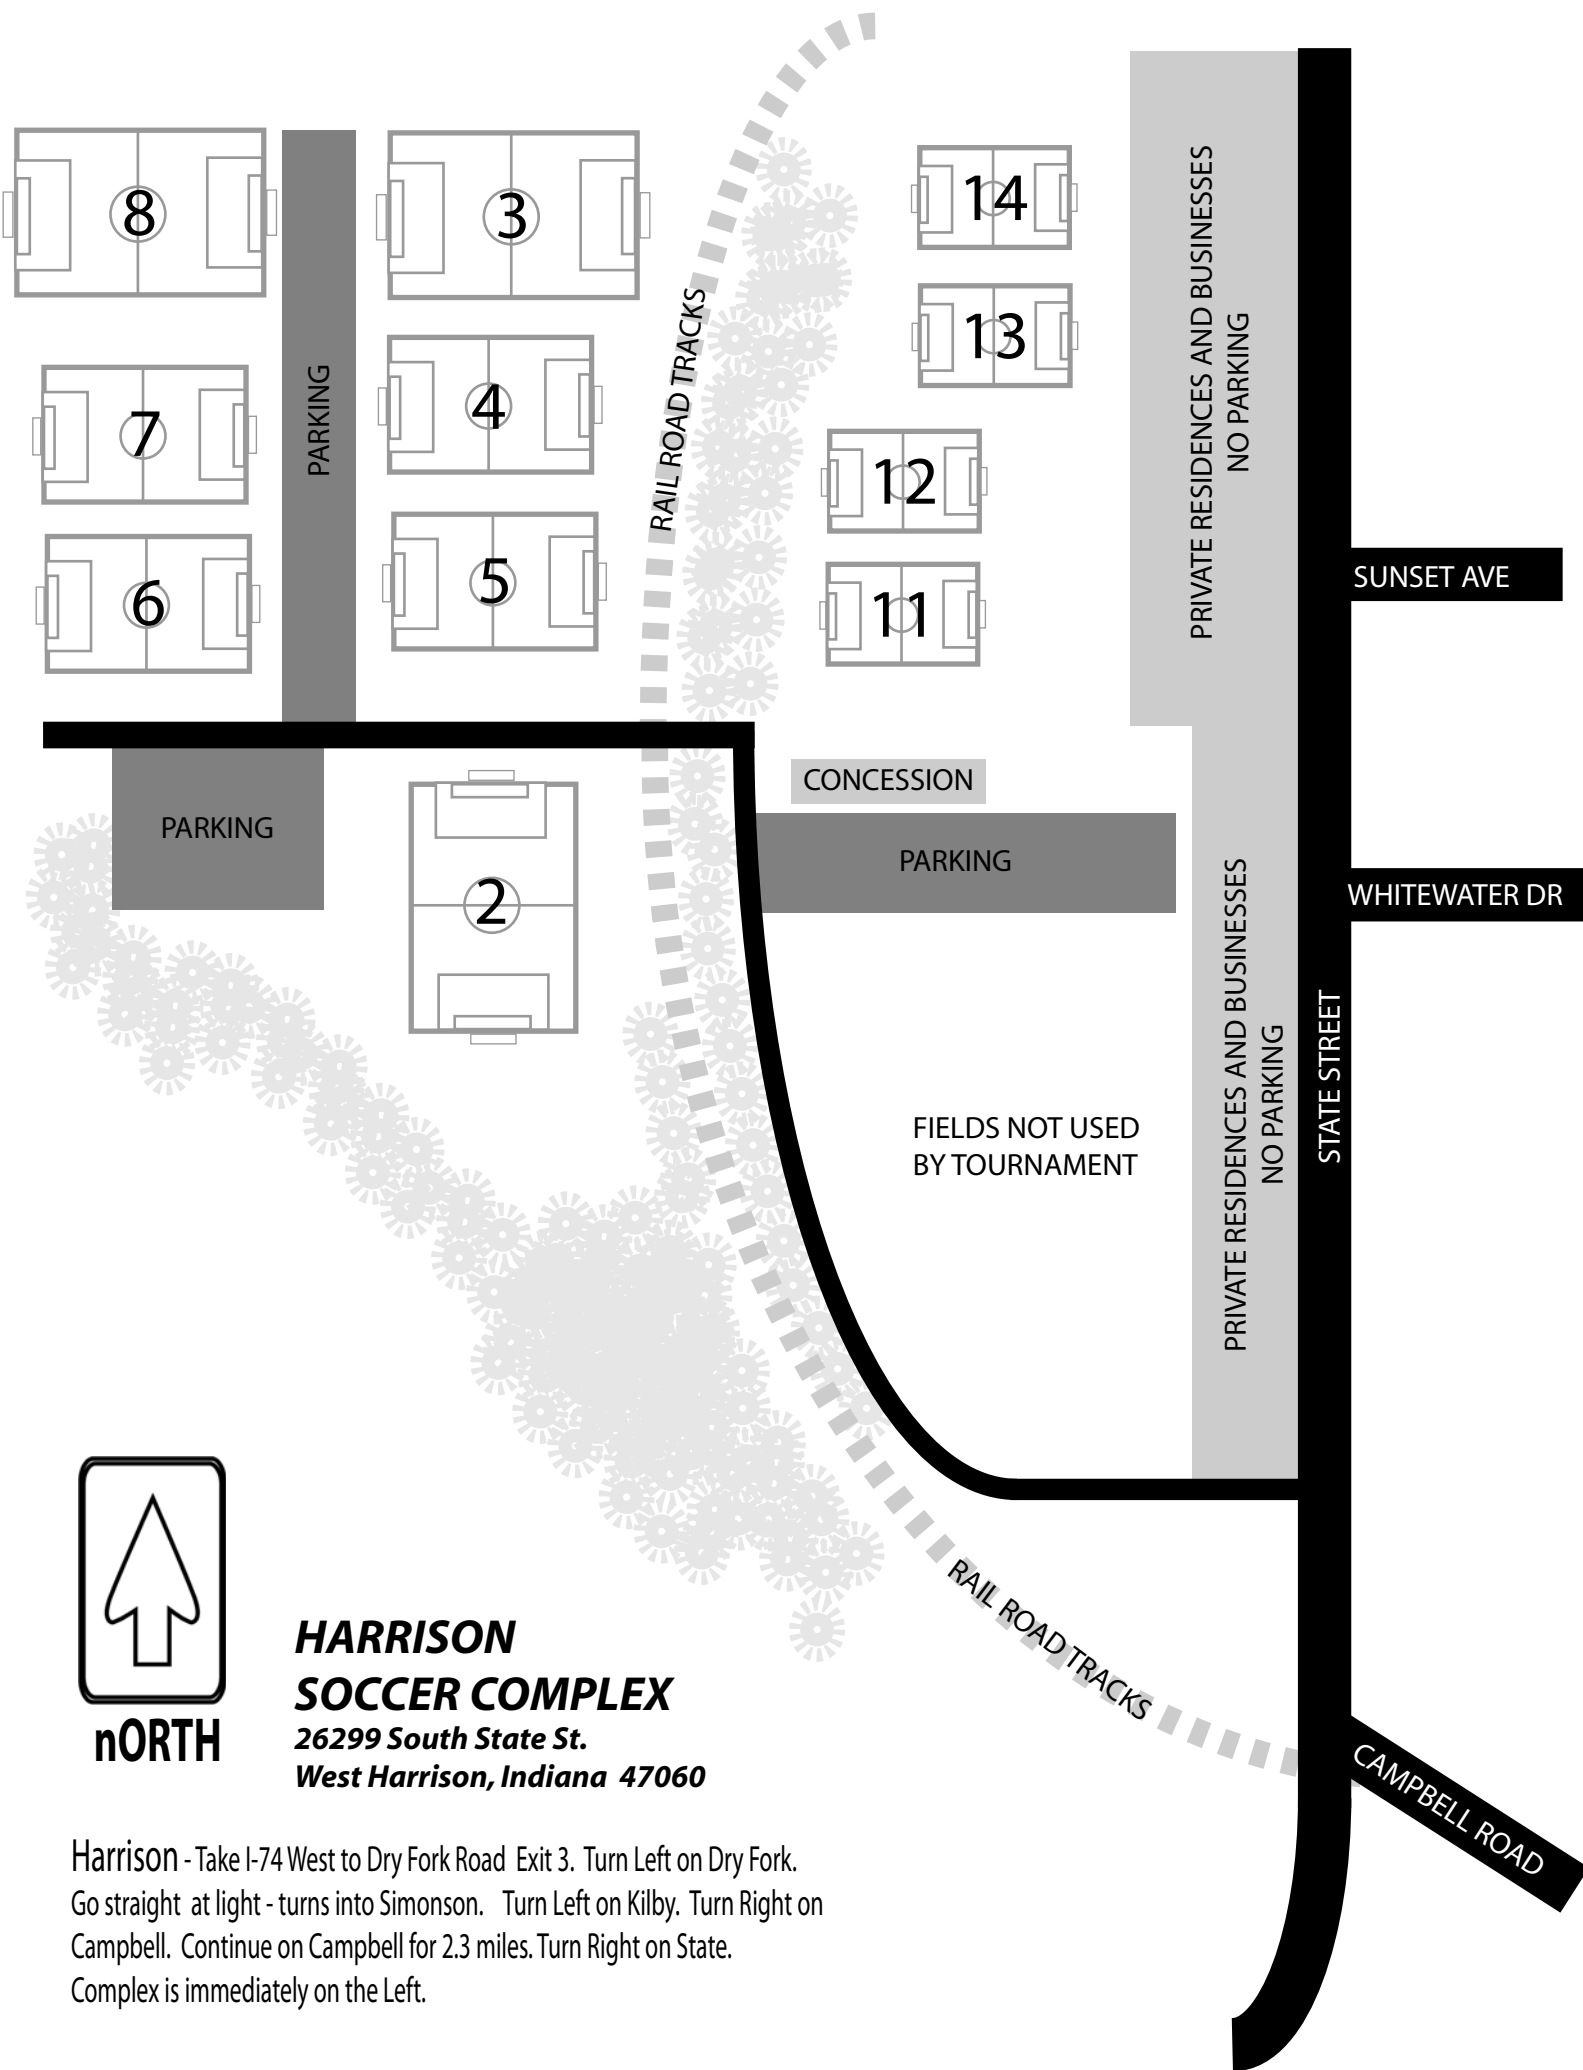 8
3
14
13
7
PARKING
4
RAIL ROAD TRACKS
12
6
5
11
PRIVATE RESIDENCES AND BUSINESSES
NO PARKING
SUNSET AVE
CONCESSION
PARKING
PARKING
2
WHITEWATER DR
FIELDS NOT USED
BY TOURNAMENT
PRIVATE RESIDENCES AND BUSINESSES
NO PARKING
STATE STREET
RAIL ROAD TRACKS
CAMPBELL ROAD
nORTH
HARRISON
SOCCER COMPLEX
26299 South State St.
West Harrison, Indiana 47060
Harrison - Take I-74 West to Dry Fork Road Exit 3. Turn Left on Dry Fork.
Go straight at light - turns into Simonson. Turn Left on Kilby. Turn Right on
Campbell. Continue on Campbell for 2.3 miles. Turn Right on State.
Complex is immediately on the Left.